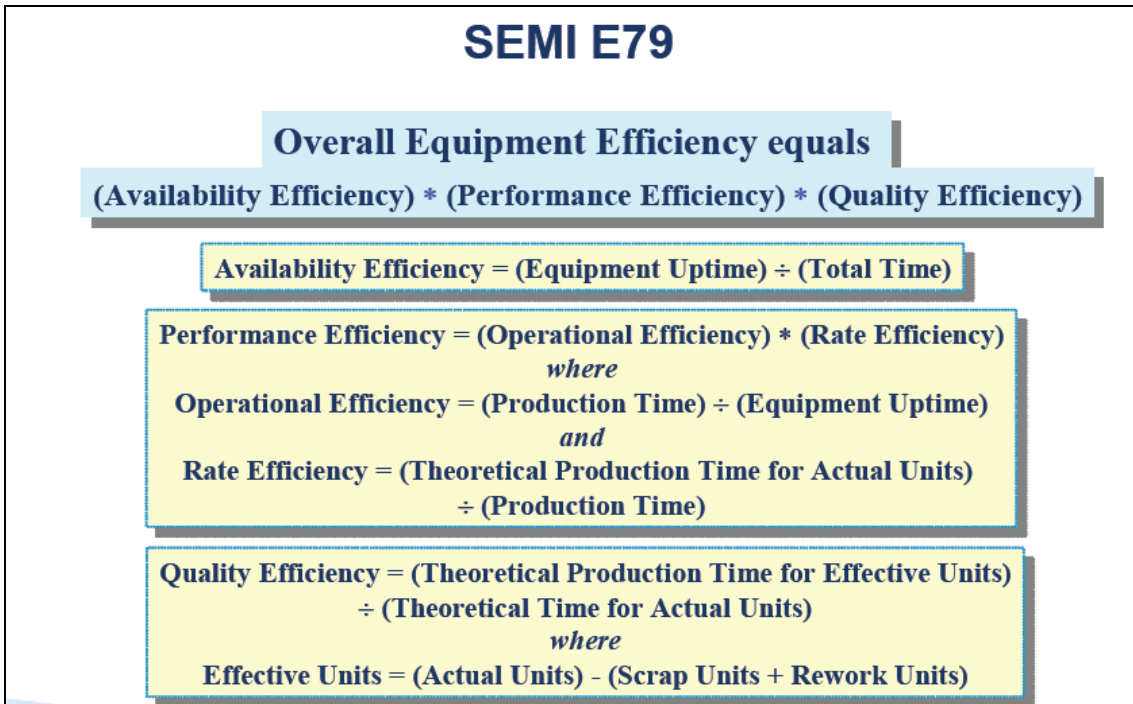 SEMI E79
Overall Equipment Efficiency equals
(Availability Efficiency) * (Performance Efficiency) * (Quality Efficiency)
Availability Efficiency = (Equipment Uptime) ÷ (Total Time)
Performance Efficiency = (Operational Efficiency) * (Rate Efficiency)
where
Operational Efficiency = (Production Time) ÷ (Equipment Uptime)
and
Rate Efficiency = (Theoretical Production Time for Actual Units)
÷ (Production Time)
Quality Efficiency = (Theoretical Production Time for Effective Units)
÷ (Theoretical Time for Actual Units)
where
Effective Units = (Actual Units) - (Scrap Units + Rework Units)